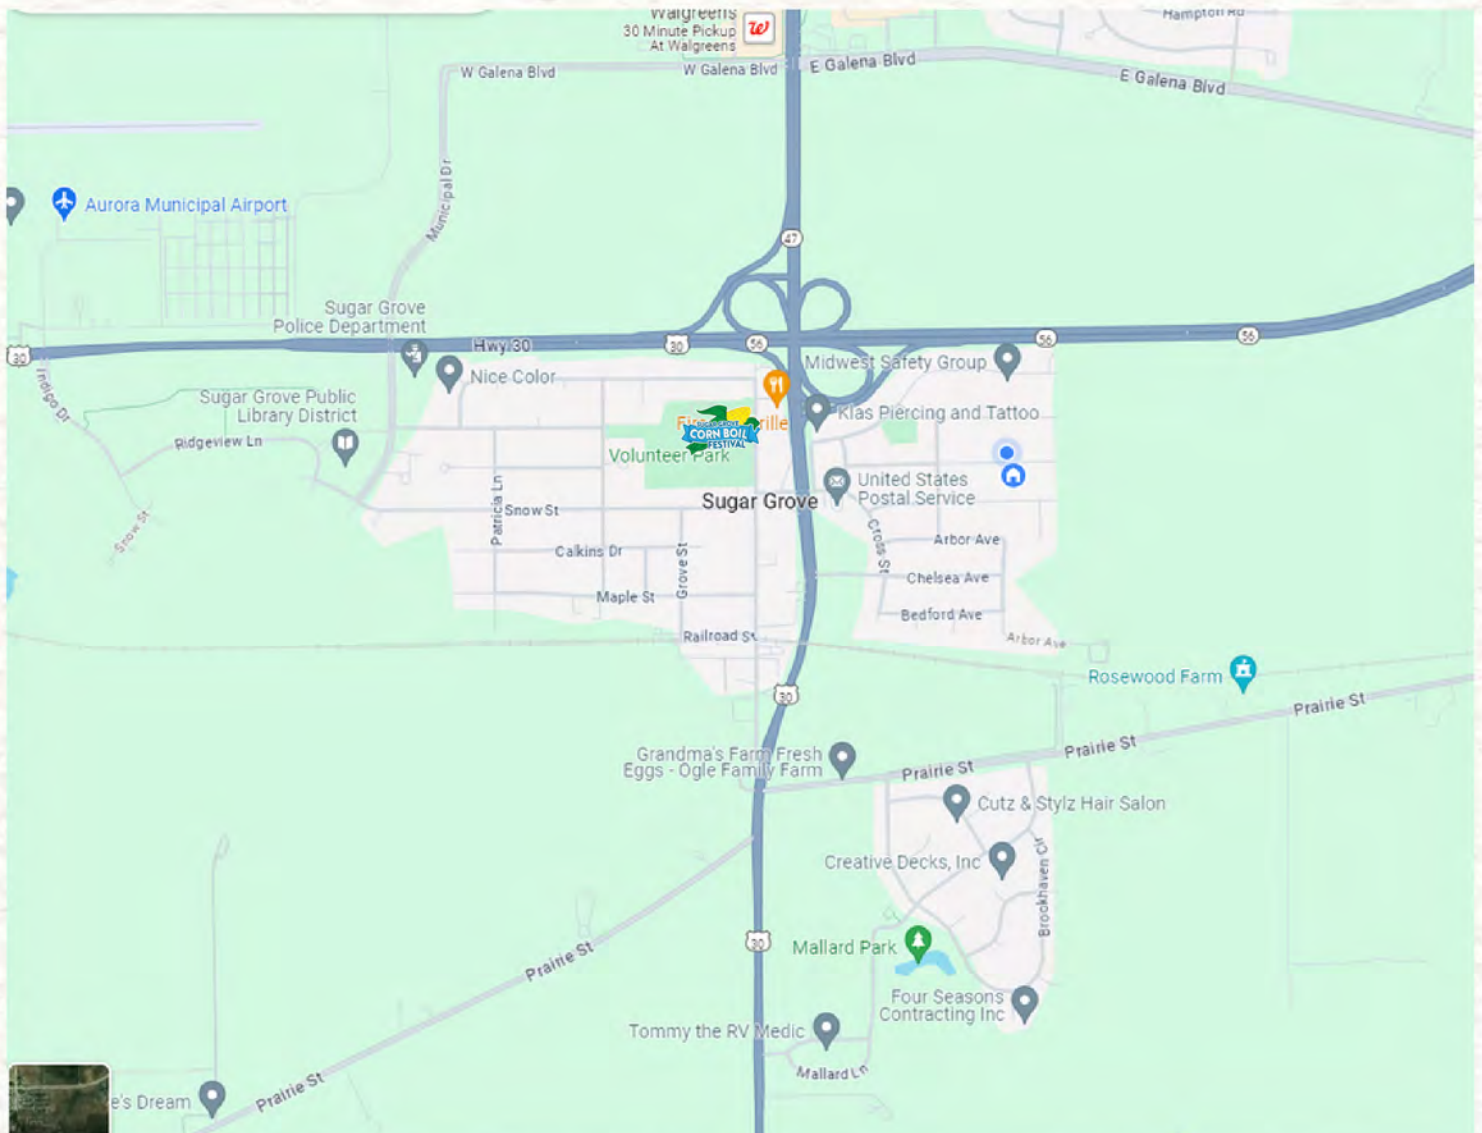 Walgreens
30 Minute Pickup
At Walgreens
Hampton Rd
W Galena Blvd
W Galena Blvd
E Galena Blvd
E Galena Blvd
Municipal Dr
Aurora Municipal Airport
47
Sugar Grove
Police Department
30
Hwy 30
30
56
56
56
Midwest Safety Group
Indigo Dr
Nice Color
Sugar Grove Public
Library District
Klas Piercing and Tattoo
SUGAR GROVE
CORN BOIL
FESTIVAL
Ridgeview Ln
Volunteer Park
United States
Postal Service
Sugar Grove
Patricia Ln
Snow St
Snow St
Cross St
Arbor Ave
Calkins Dr
Grove St
Chelsea Ave
Maple St
Bedford Ave
Railroad St
Arbor Ave
Rosewood Farm
30
Prairie St
Prairie St
Grandma's Farm Fresh
Eggs - Ogle Family Farm
Prairie St
Cutz & Stylz Hair Salon
Creative Decks, Inc
Brookhaven Cir
30
Mallard Park
Prairie St
Four Seasons
Contracting Inc
Tommy the RV Medic
Mallard Ln
Prairie St
e's Dream